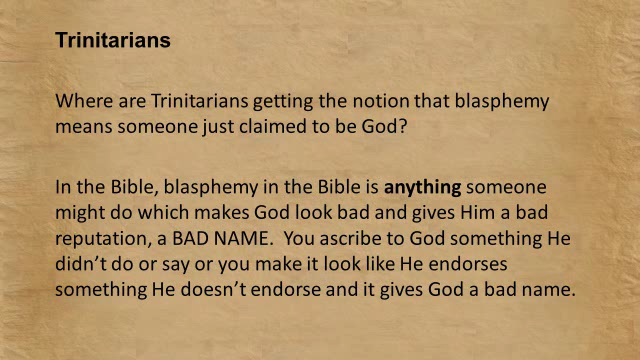 Trinitarians
Where are Trinitarians getting the notion that blasphemy
means someone just claimed to be God?
In the Bible, blasphemy in the Bible is anything someone
might do which makes God look bad and gives Him a bad
reputation, a BAD NAME.  You ascribe to God something He
didn’t do or say or you make it look like He endorses
something He doesn’t endorse and it gives God a bad name.